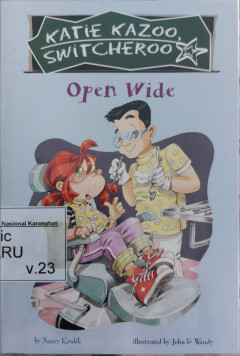 KATIE KAZOO,
SWITCHEROO
Open Wide
Nasional Karangturi
ic
RU
v.23
by Nancy Krulik
illustrated by John & Wendy